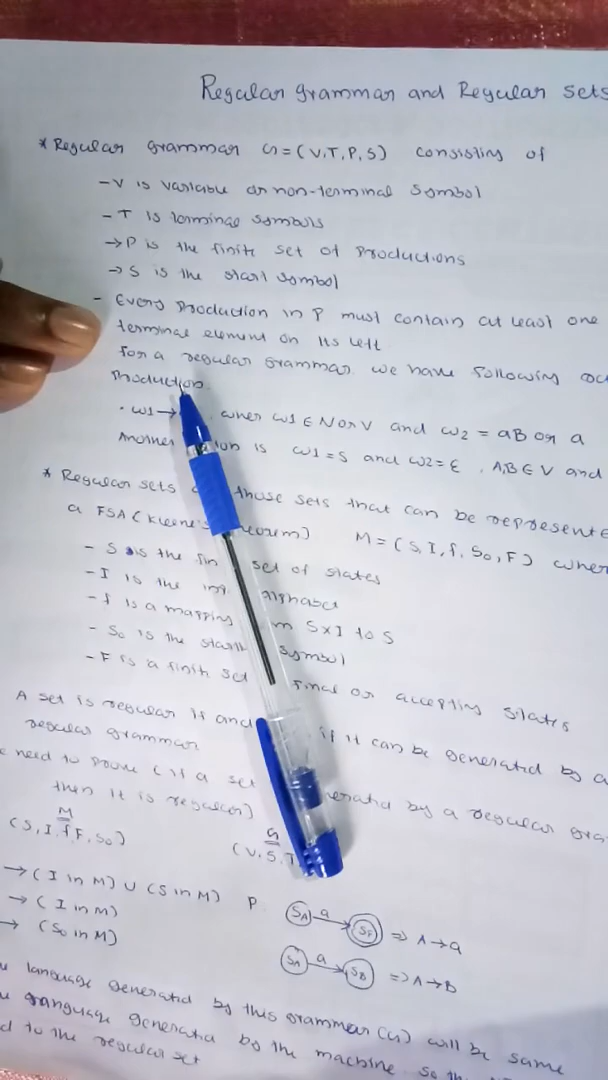 Regular grammar and Regular sets
* Regular grammar G=(V,T,P,S) consisting of
- V is variable or non-terminal symbol
- T is terminal symbols
→ P is the finite set of productions
→ S is the start symbol
- Every production in P must contain at least one
terminal element on its left
for a regular grammar we have following
Production.
· w1→ wher w1 ∈ N or V and w2 = aB or a
Another is w1=S and w2=ε , A,B ∈ V and
* Regular sets those sets that can be represente
a FSA (Kleene's M=(S,I,f,S0,F) wher
- S is the set of states
- I is the alphabet
- f is a mapping SxI to S
- S0 is the symbol
- F is a finite set final or accepting states
A set is regular if and if it can be generated by a
regular grammar
need to prove (if a set by a regular
then it is regular)
M G
(S,I,f,F,S0) (V,S,
→ (I in M) ∪ (S in M) P SA a SF => A→a
→ (I in M)
→ (S0 in M) SA a SB => A→B
language generated by this grammar (G) will be same
language generated by the machine. so
to the regular set